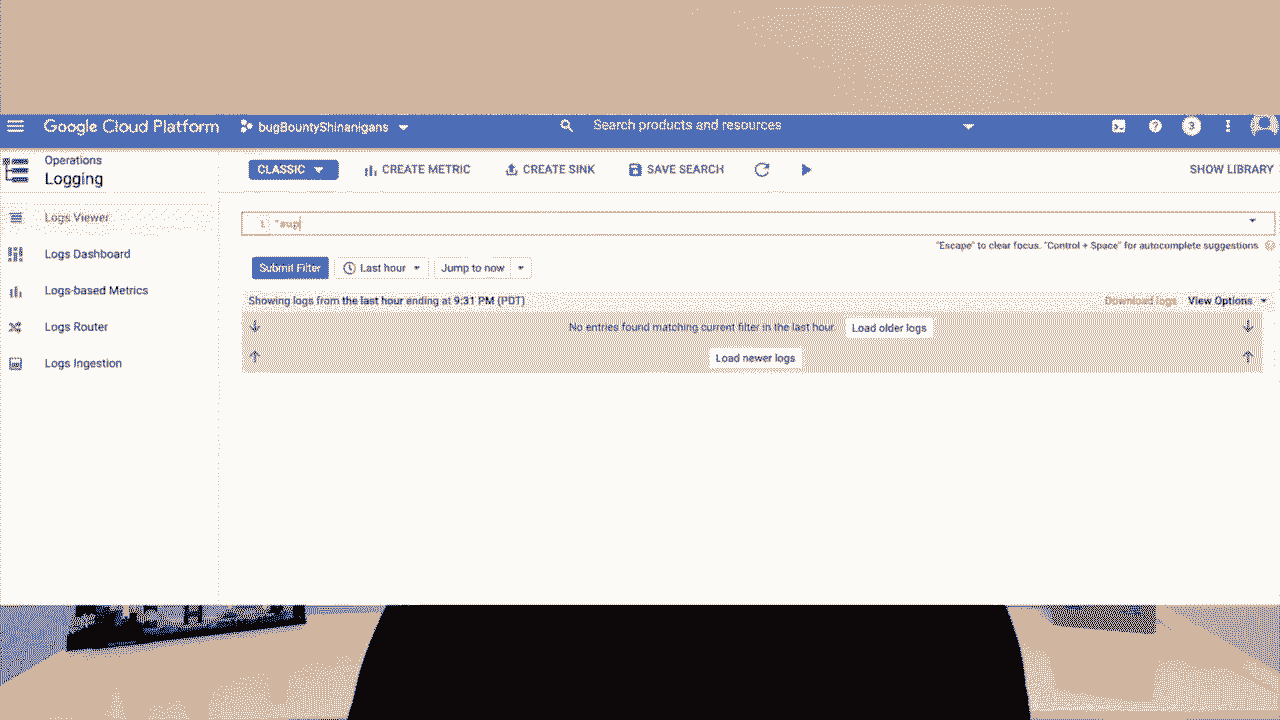 Google Cloud Platform bugBountyShinanigans Search products and resources 3
Operations
Logging
CLASSIC CREATE METRIC CREATE SINK SAVE SEARCH SHOW LIBRARY
Logs Viewer
Logs Dashboard
Logs-based Metrics
Logs Router
Logs Ingestion
1 "sup
"Escape" to clear focus. "Control + Space" for autocomplete suggestions
Submit Filter Last hour Jump to now
Showing logs from the last hour ending at 9:31 PM (PDT) Download logs View Options
No entries found matching current filter in the last hour. Load older logs
Load newer logs